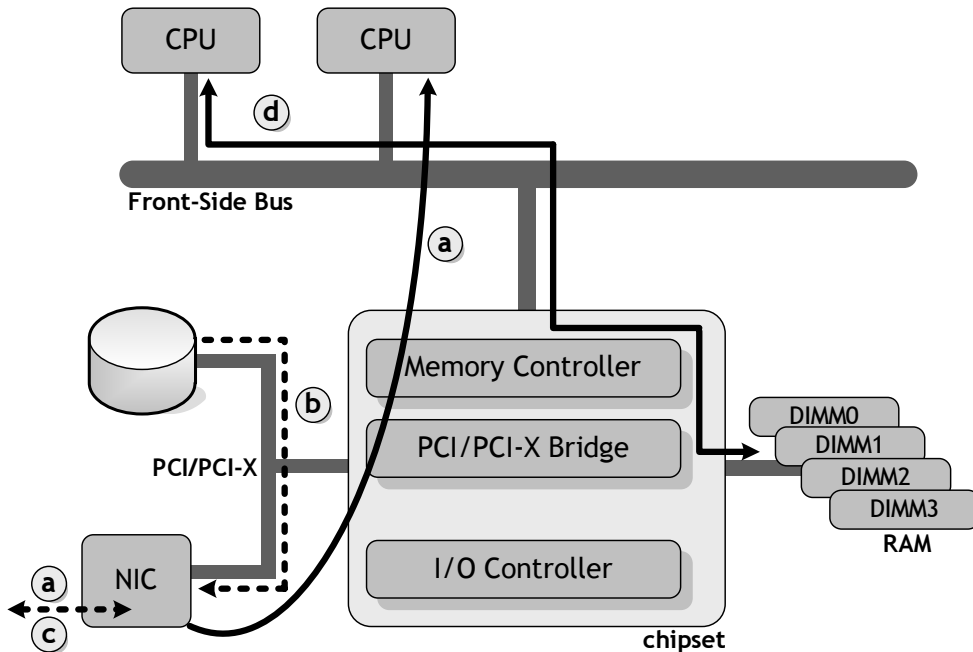 CPU
CPU
d
Front-Side Bus
a
Memory Controller
b
DIMM0
PCI/PCI-X Bridge
DIMM1
PCI/PCI-X
DIMM2
DIMM3
RAM
NIC
I/O Controller
a
c
chipset